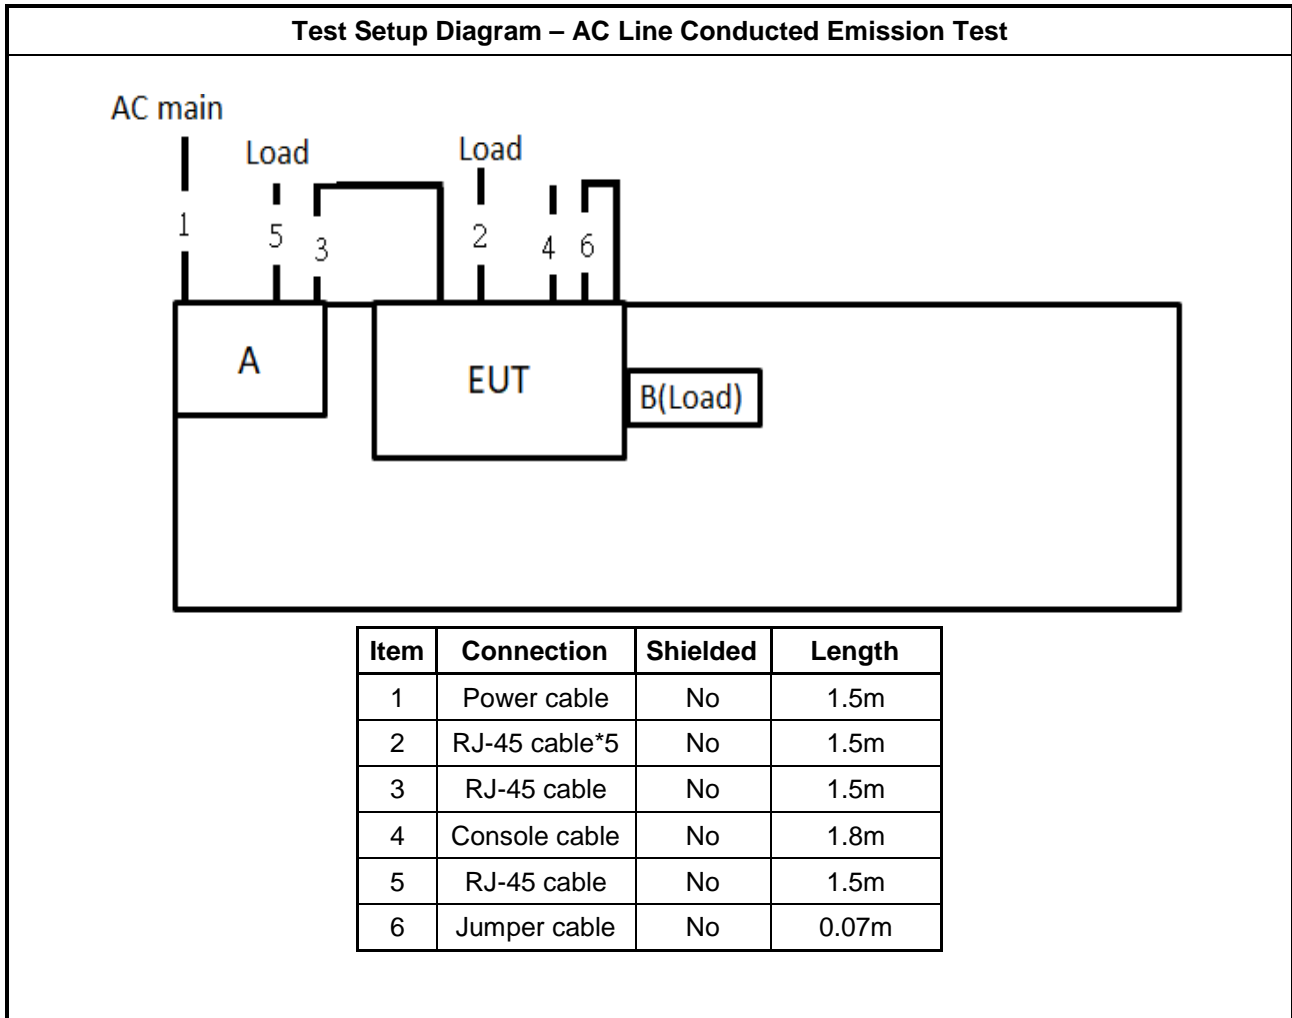 Test Setup Diagram – AC Line Conducted Emission Test
AC main
Load
Load
1
5
3
2
4
6
A
EUT
B(Load)
Item Connection Shielded Length
1 Power cable No 1.5m
2 RJ-45 cable*5 No 1.5m
3 RJ-45 cable No 1.5m
4 Console cable No 1.8m
5 RJ-45 cable No 1.5m
6 Jumper cable No 0.07m